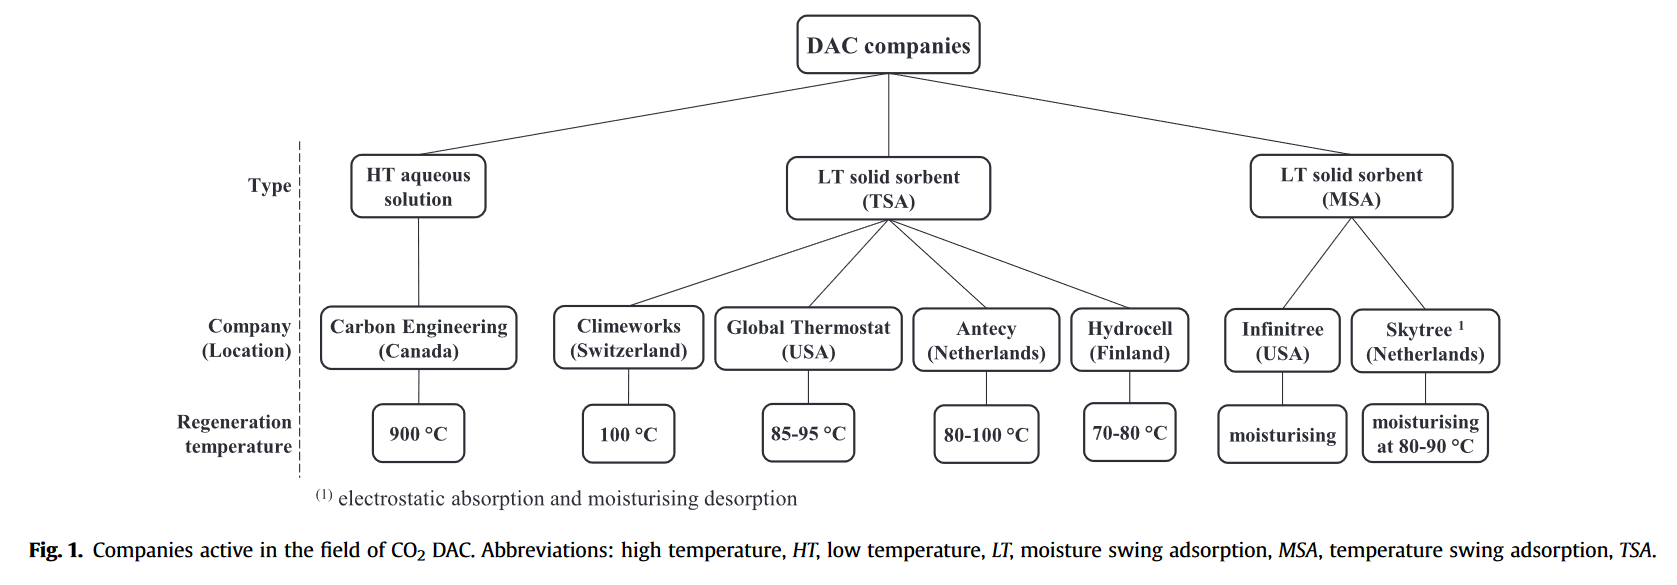 DAC companies
Type
HT aqueous
solution
LT solid sorbent
(TSA)
LT solid sorbent
(MSA)
Company
(Location)
Carbon Engineering
(Canada)
Climeworks
(Switzerland)
Global Thermostat
(USA)
Antecy
(Netherlands)
Hydrocell
(Finland)
Infinitree
(USA)
Skytree ¹
(Netherlands)
Regeneration
temperature
900 °C
100 °C
85-95 °C
80-100 °C
70-80 °C
moisturising
moisturising
at 80-90 °C
⁽¹⁾ electrostatic absorption and moisturising desorption
Fig. 1. Companies active in the field of CO₂ DAC. Abbreviations: high temperature, HT, low temperature, LT, moisture swing adsorption, MSA, temperature swing adsorption, TSA.